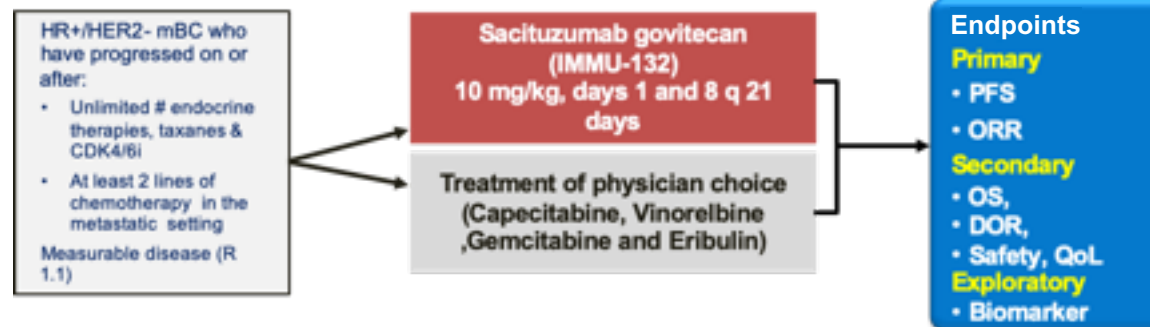 HR+/HER2- mBC who
have progressed on or
after:
• Unlimited # endocrine
therapies, taxanes &
CDK4/6i
• At least 2 lines of
chemotherapy in the
metastatic setting
Measurable disease (R
1.1)
Sacituzumab govitecan
(IMMU-132)
10 mg/kg, days 1 and 8 q 21
days
Treatment of physician choice
(Capecitabine, Vinorelbine
,Gemcitabine and Eribulin)
Endpoints
Primary
• PFS
• ORR
Secondary
• OS,
• DOR,
• Safety, QoL
Exploratory
• Biomarker